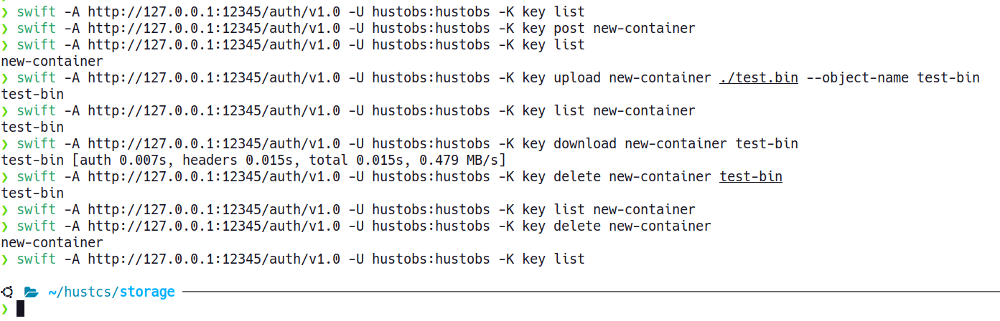 ❯ swift -A http://127.0.0.1:12345/auth/v1.0 -U hustobs:hustobs -K key list
❯ swift -A http://127.0.0.1:12345/auth/v1.0 -U hustobs:hustobs -K key post new-container
❯ swift -A http://127.0.0.1:12345/auth/v1.0 -U hustobs:hustobs -K key list
new-container
❯ swift -A http://127.0.0.1:12345/auth/v1.0 -U hustobs:hustobs -K key upload new-container ./test.bin --object-name test-bin
test-bin
❯ swift -A http://127.0.0.1:12345/auth/v1.0 -U hustobs:hustobs -K key list new-container
test-bin
❯ swift -A http://127.0.0.1:12345/auth/v1.0 -U hustobs:hustobs -K key download new-container test-bin
test-bin [auth 0.007s, headers 0.015s, total 0.015s, 0.479 MB/s]
❯ swift -A http://127.0.0.1:12345/auth/v1.0 -U hustobs:hustobs -K key delete new-container test-bin
test-bin
❯ swift -A http://127.0.0.1:12345/auth/v1.0 -U hustobs:hustobs -K key list new-container
❯ swift -A http://127.0.0.1:12345/auth/v1.0 -U hustobs:hustobs -K key delete new-container
new-container
❯ swift -A http://127.0.0.1:12345/auth/v1.0 -U hustobs:hustobs -K key list
~/hustcs/storage
❯